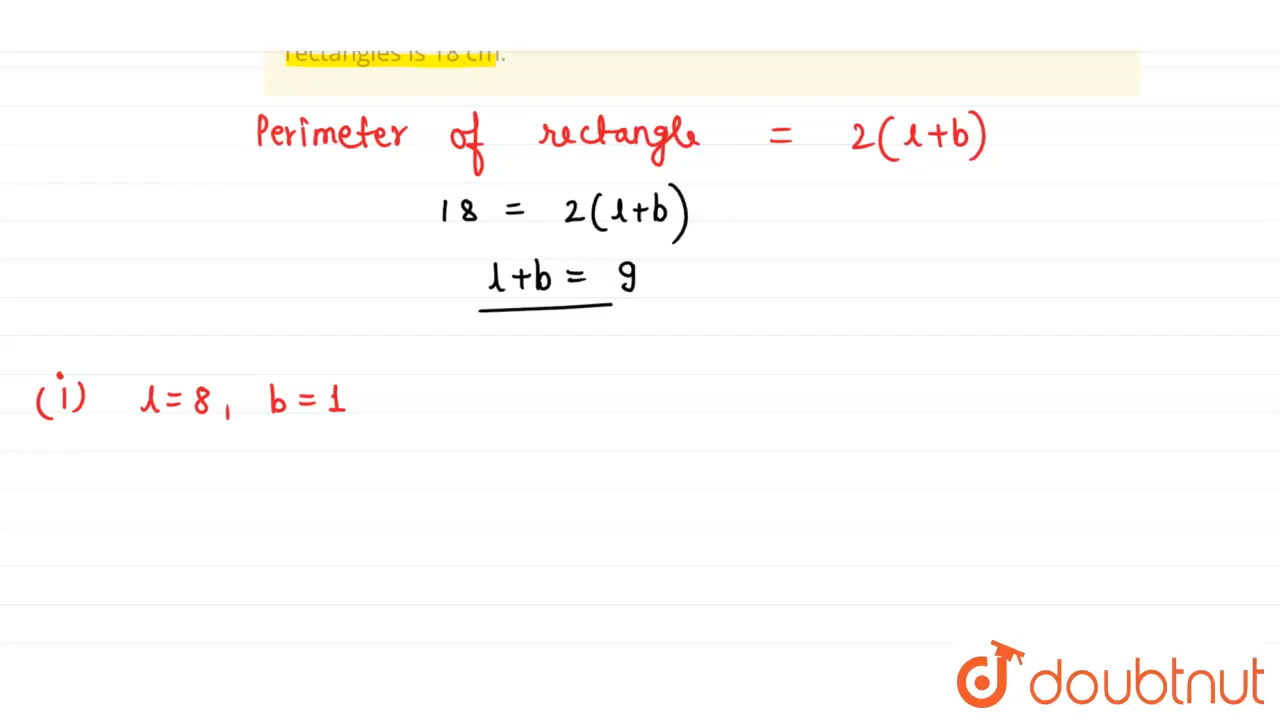 rectangles is 18 cm.
Perimeter of rectangle = 2(l+b)
18 = 2(l+b)
l+b = 9
(i) l=8, b=1
doubtnut